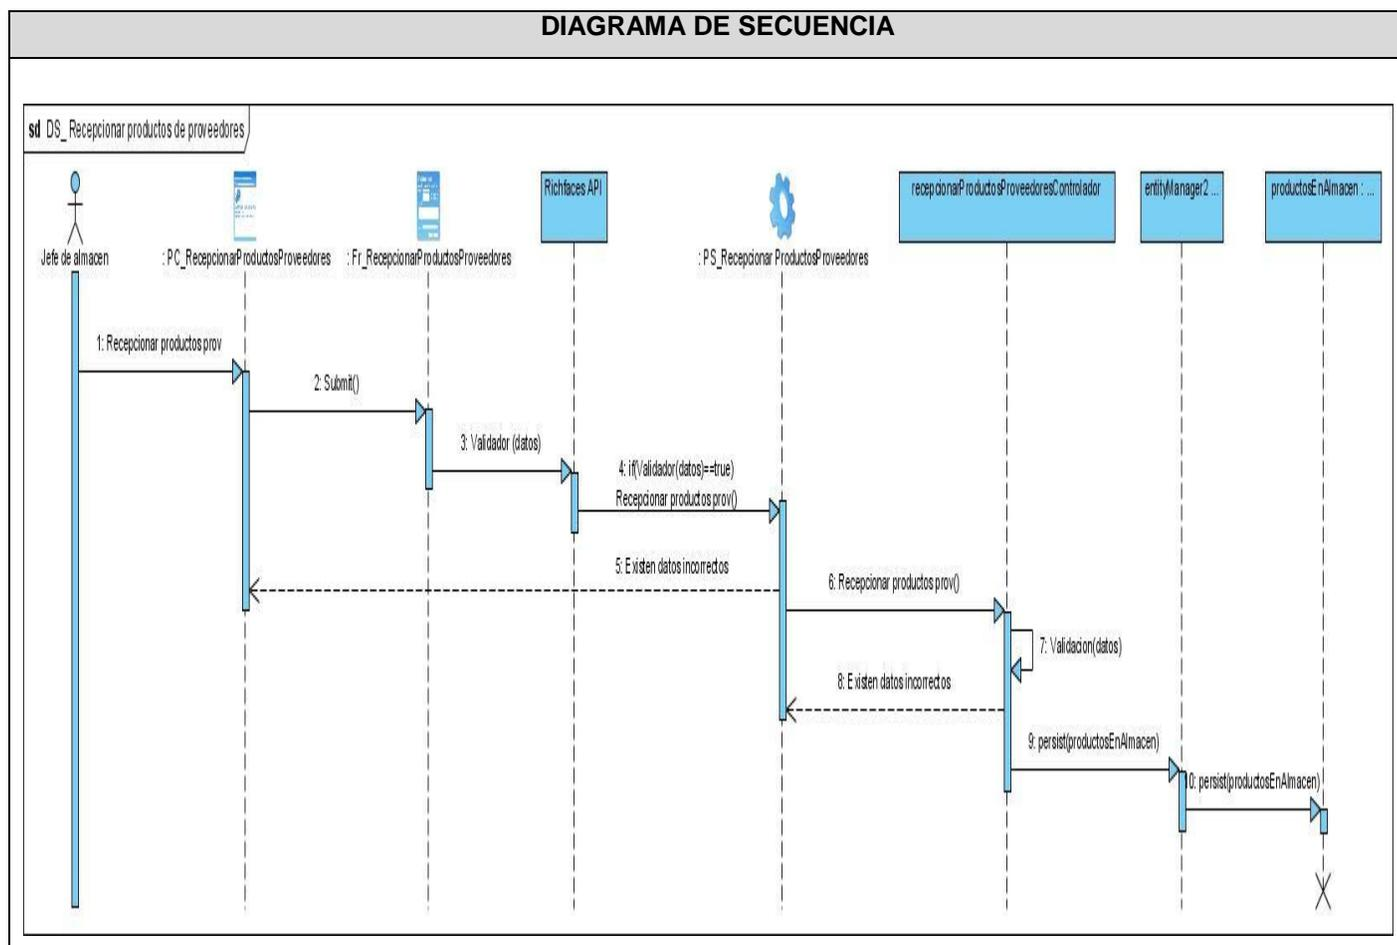 DIAGRAMA DE SECUENCIA
sd DS_ Recepcionar productos de proveedores
Jefe de almacen
: PC_RecepcionarProductosProveedores
: Fr_RecepcionarProductosProveedores
Richfaces API
: PS_Recepcionar ProductosProveedores
recepcionarProductosProveedoresControlador
entityManager2 ...
productosEnAlmacen : ...
1: Recepcionar productos prov
2: Submit()
3: Validador (datos)
4: if(Validador(datos)==true)
Recepcionar productos prov()
5: Existen datos incorrectos
6: Recepcionar productos prov()
7: Validacion(datos)
8: Existen datos incorrectos
9: persist(productosEnAlmacen)
10: persist(productosEnAlmacen)